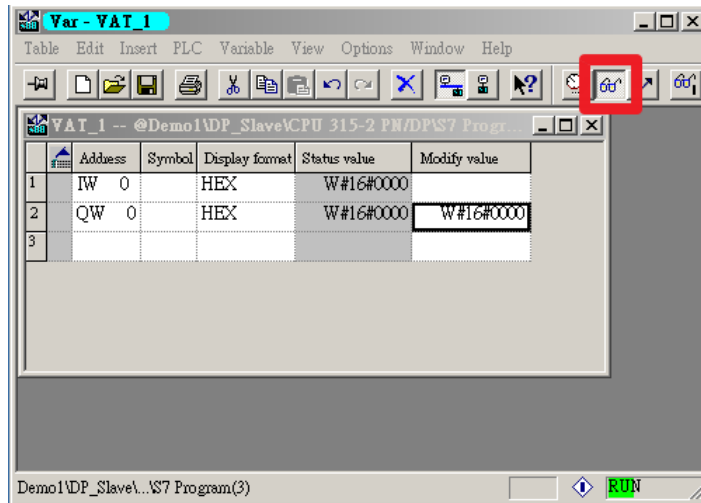 Var - VAT_1
Table Edit Insert PLC Variable View Options Window Help
VAT_1 -- @Demo1\DP_Slave\CPU 315-2 PN/DP\S7 Progr...
Address Symbol Display format Status value Modify value
1 IW 0 HEX W#16#0000
2 QW 0 HEX W#16#0000 W#16#0000
3
Demo1\DP_Slave\...\S7 Program(3) RUN